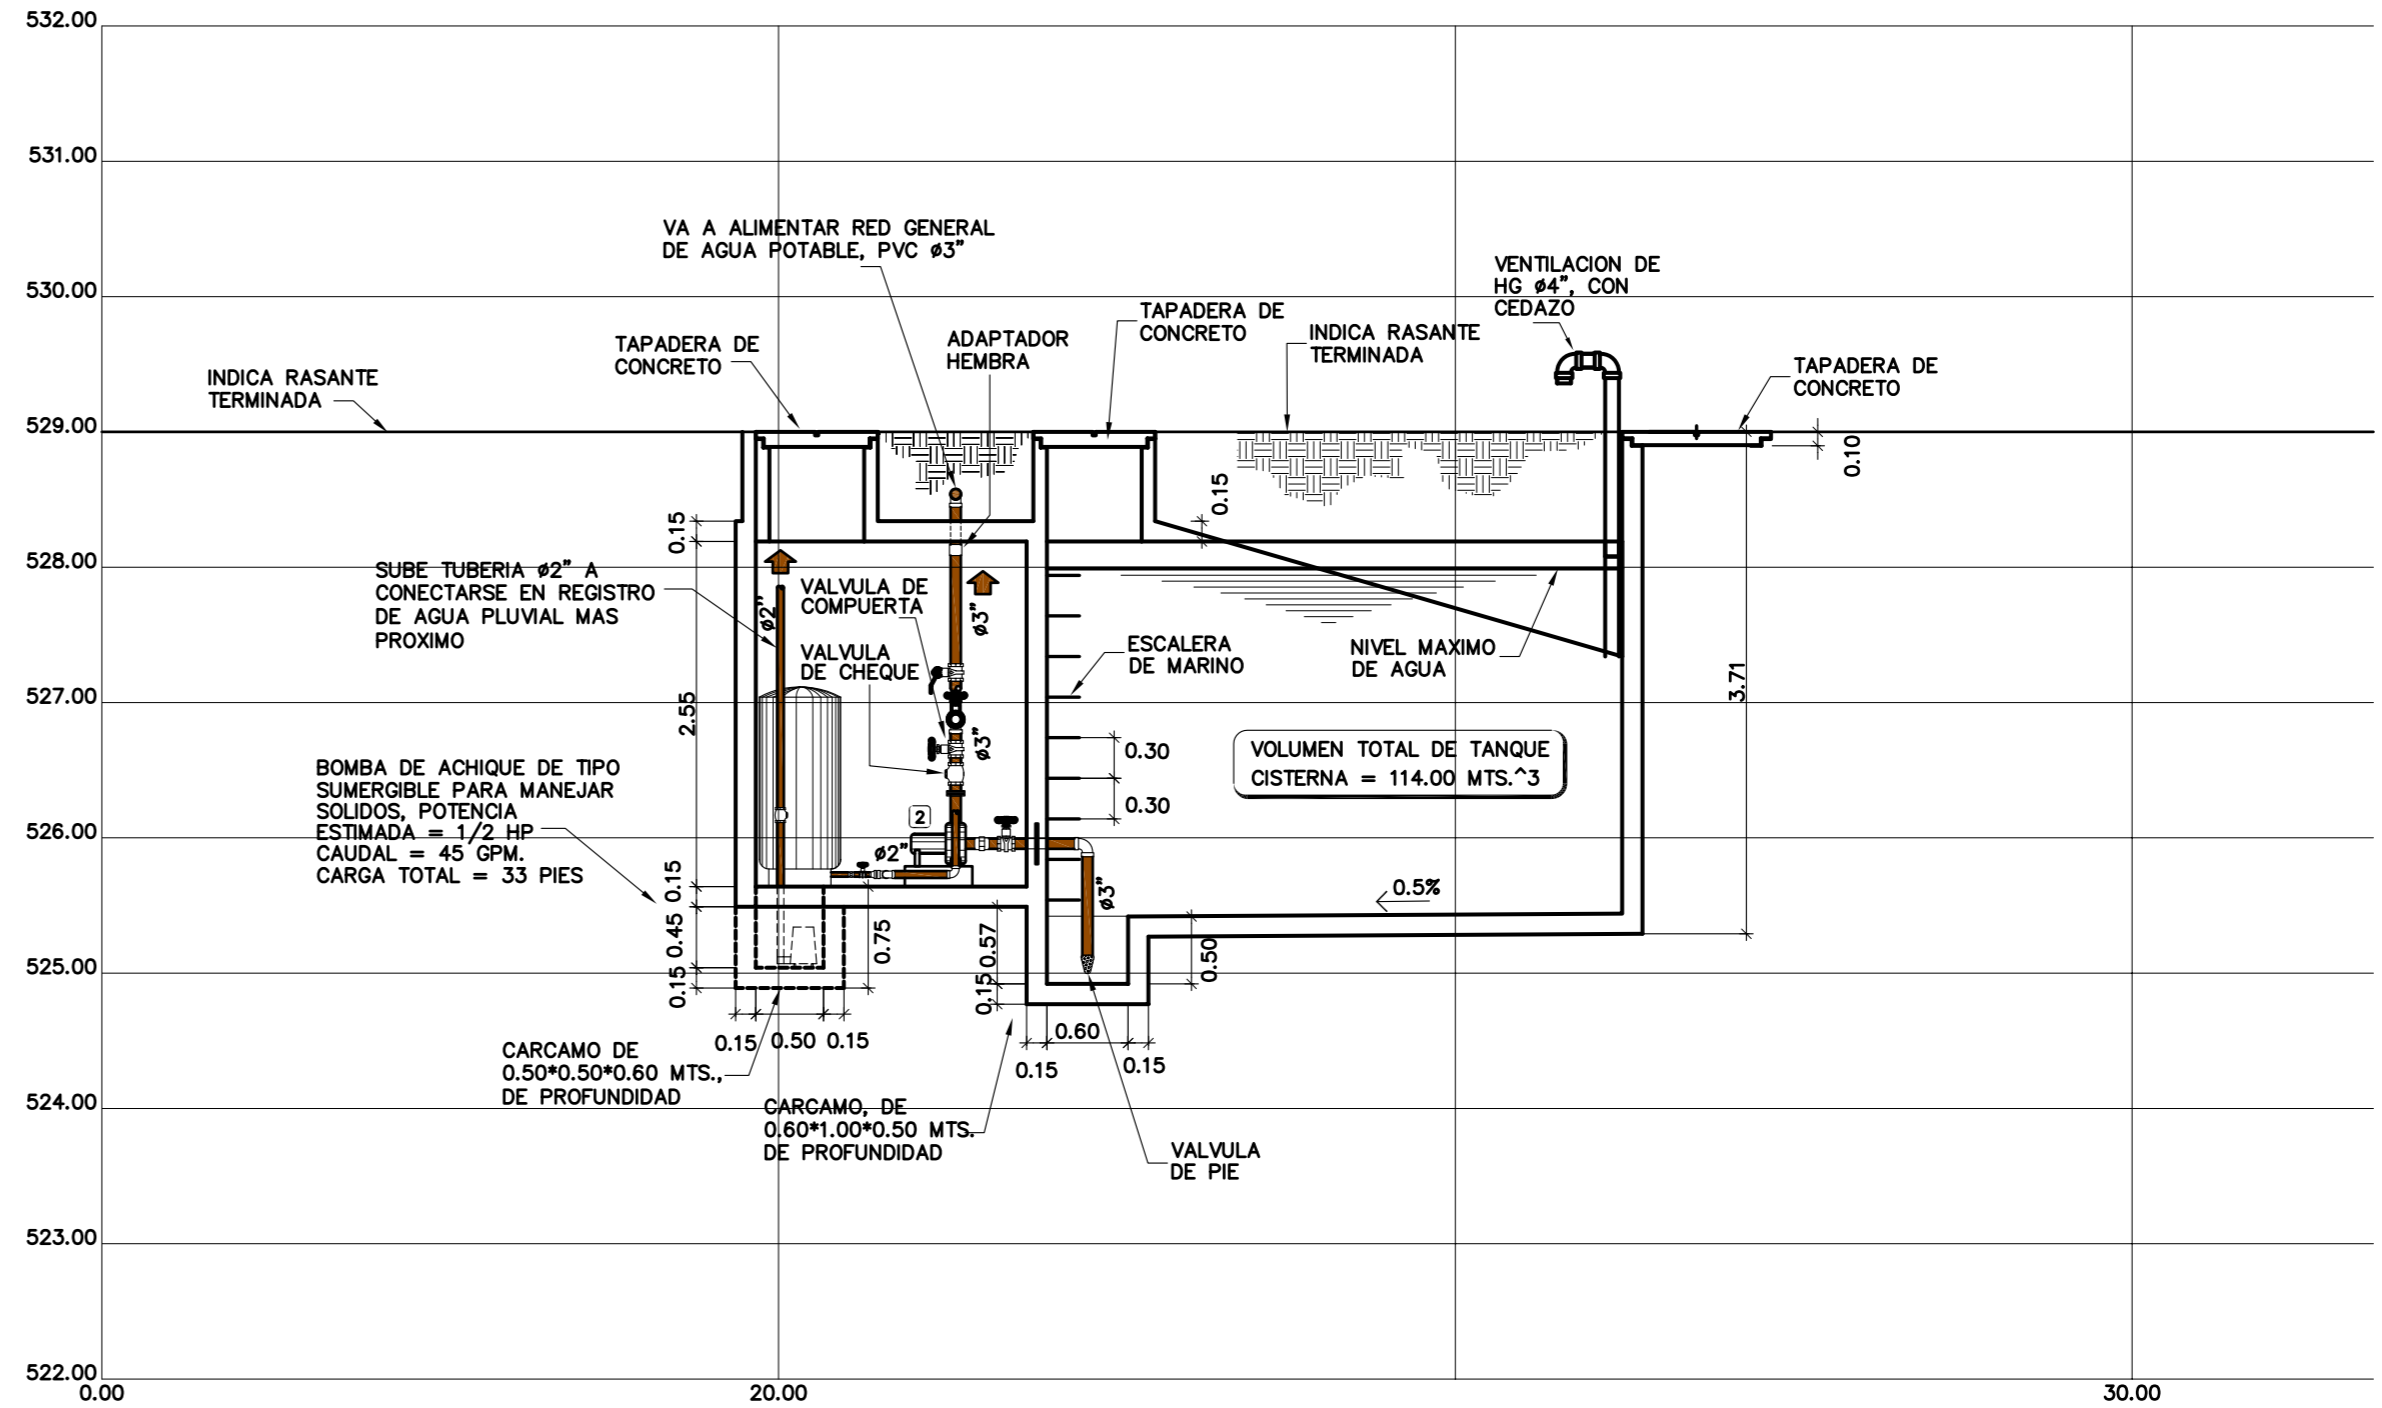 532.00
531.00
530.00
529.00
528.00
527.00
526.00
525.00
524.00
523.00
522.00
0.00
20.00
30.00
VA A ALIMENTAR RED GENERAL
DE AGUA POTABLE, PVC ø3"
VENTILACION DE
HG ø4", CON
CEDAZO
TAPADERA DE
CONCRETO
ADAPTADOR
HEMBRA
TAPADERA DE
CONCRETO
INDICA RASANTE
TERMINADA
TAPADERA DE
CONCRETO
INDICA RASANTE
TERMINADA
0.10
0.15
0.15
SUBE TUBERIA ø2" A
CONECTARSE EN REGISTRO
DE AGUA PLUVIAL MAS
PROXIMO
ø2"
VALVULA DE
COMPUERTA
ø3"
VALVULA
DE CHEQUE
ESCALERA
DE MARINO
NIVEL MAXIMO
DE AGUA
3.71
2.55
ø3"
0.30
0.30
VOLUMEN TOTAL DE TANQUE
CISTERNA = 114.00 MTS.^3
BOMBA DE ACHIQUE DE TIPO
SUMERGIBLE PARA MANEJAR
SOLIDOS, POTENCIA
ESTIMADA = 1/2 HP
CAUDAL = 45 GPM.
CARGA TOTAL = 33 PIES
2
ø2"
ø3"
0.5%
0.15
0.45
0.15
0.75
0.57
0.15
0.50
0.15
0.50
0.15
0.60
0.15
0.15
CARCAMO DE
0.50*0.50*0.60 MTS.,
DE PROFUNDIDAD
CARCAMO, DE
0.60*1.00*0.50 MTS.
DE PROFUNDIDAD
VALVULA
DE PIE